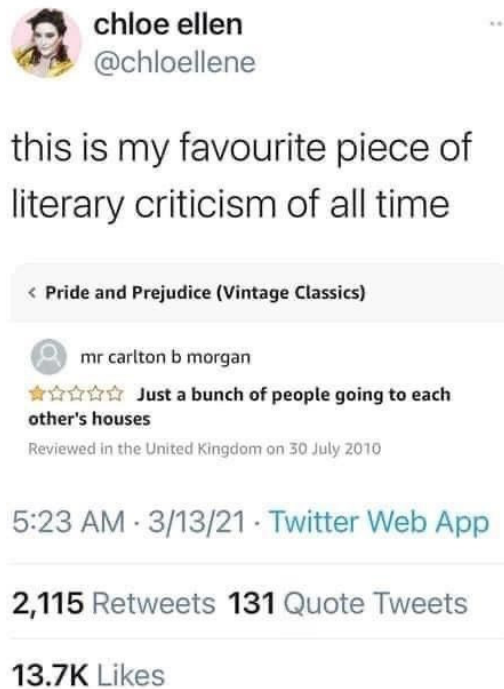 chloe ellen
@chloellene
this is my favourite piece of
literary criticism of all time
< Pride and Prejudice (Vintage Classics)
mr carlton b morgan
Just a bunch of people going to each
other's houses
Reviewed in the United Kingdom on 30 July 2010
5:23 AM · 3/13/21 · Twitter Web App
2,115 Retweets 131 Quote Tweets
13.7K Likes